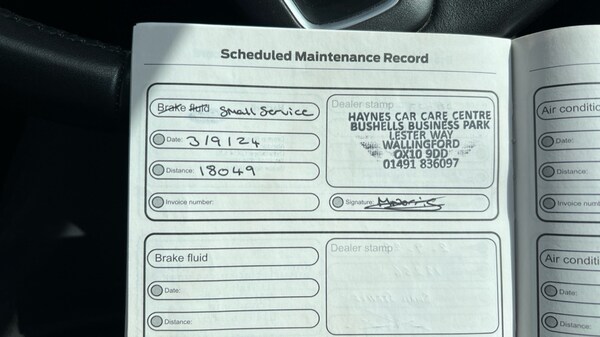 Scheduled Maintenance Record
Brake fluid Small Service
Date: 3/9/24
Distance: 18049
Invoice number:
Dealer stamp
HAYNES CAR CARE CENTRE
BUSHELLS BUSINESS PARK
LESTER WAY
WALLINGFORD
OX10 9DD
01491 836097
Signature:
Brake fluid
Date:
Distance:
Dealer stamp
Air conditio
Date:
Distance:
Invoice numb
Air conditi
Date:
Distance: